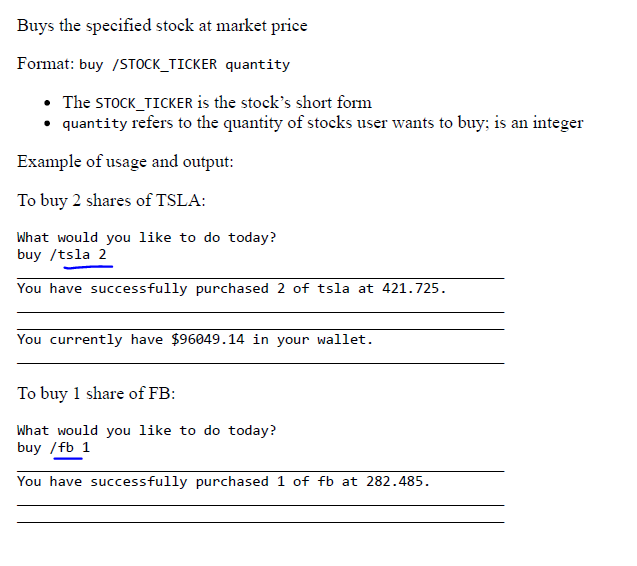 Buys the specified stock at market price
Format: buy /STOCK_TICKER quantity
• The STOCK_TICKER is the stock’s short form
• quantity refers to the quantity of stocks user wants to buy; is an integer
Example of usage and output:
To buy 2 shares of TSLA:
What would you like to do today?
buy /tsla 2
You have successfully purchased 2 of tsla at 421.725.
You currently have $96049.14 in your wallet.
To buy 1 share of FB:
What would you like to do today?
buy /fb 1
You have successfully purchased 1 of fb at 282.485.